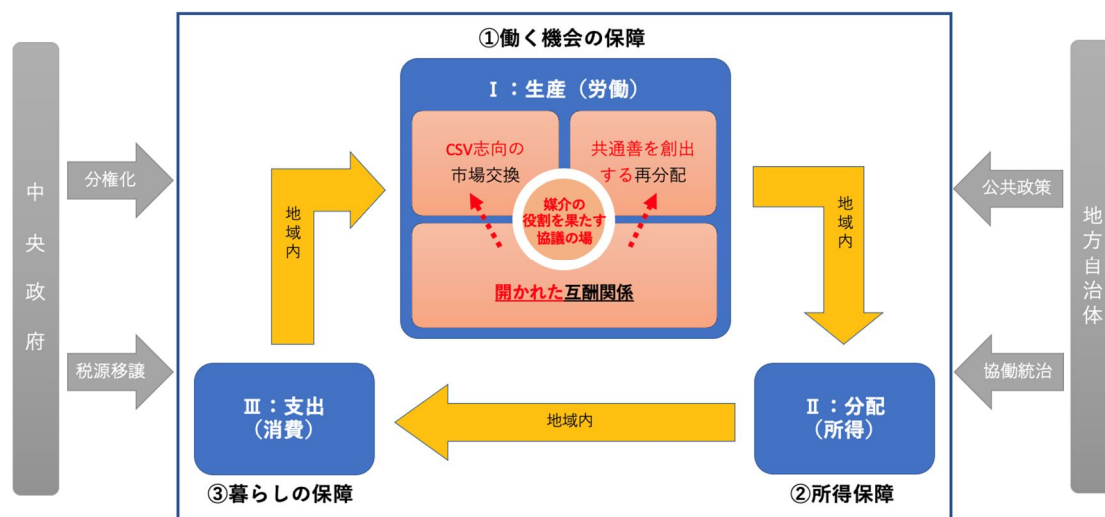 ①働く機会の保障
Ⅰ：生産（労働）
CSV志向の
市場交換
共通善を創出
する再分配
媒介の
役割を果たす
協議の場
開かれた互酬関係
中央政府
分権化
税源移譲
地域内
地域内
公共政策
協働統治
地方自治体
Ⅲ：支出
（消費）
地域内
Ⅱ：分配
（所得）
③暮らしの保障
②所得保障